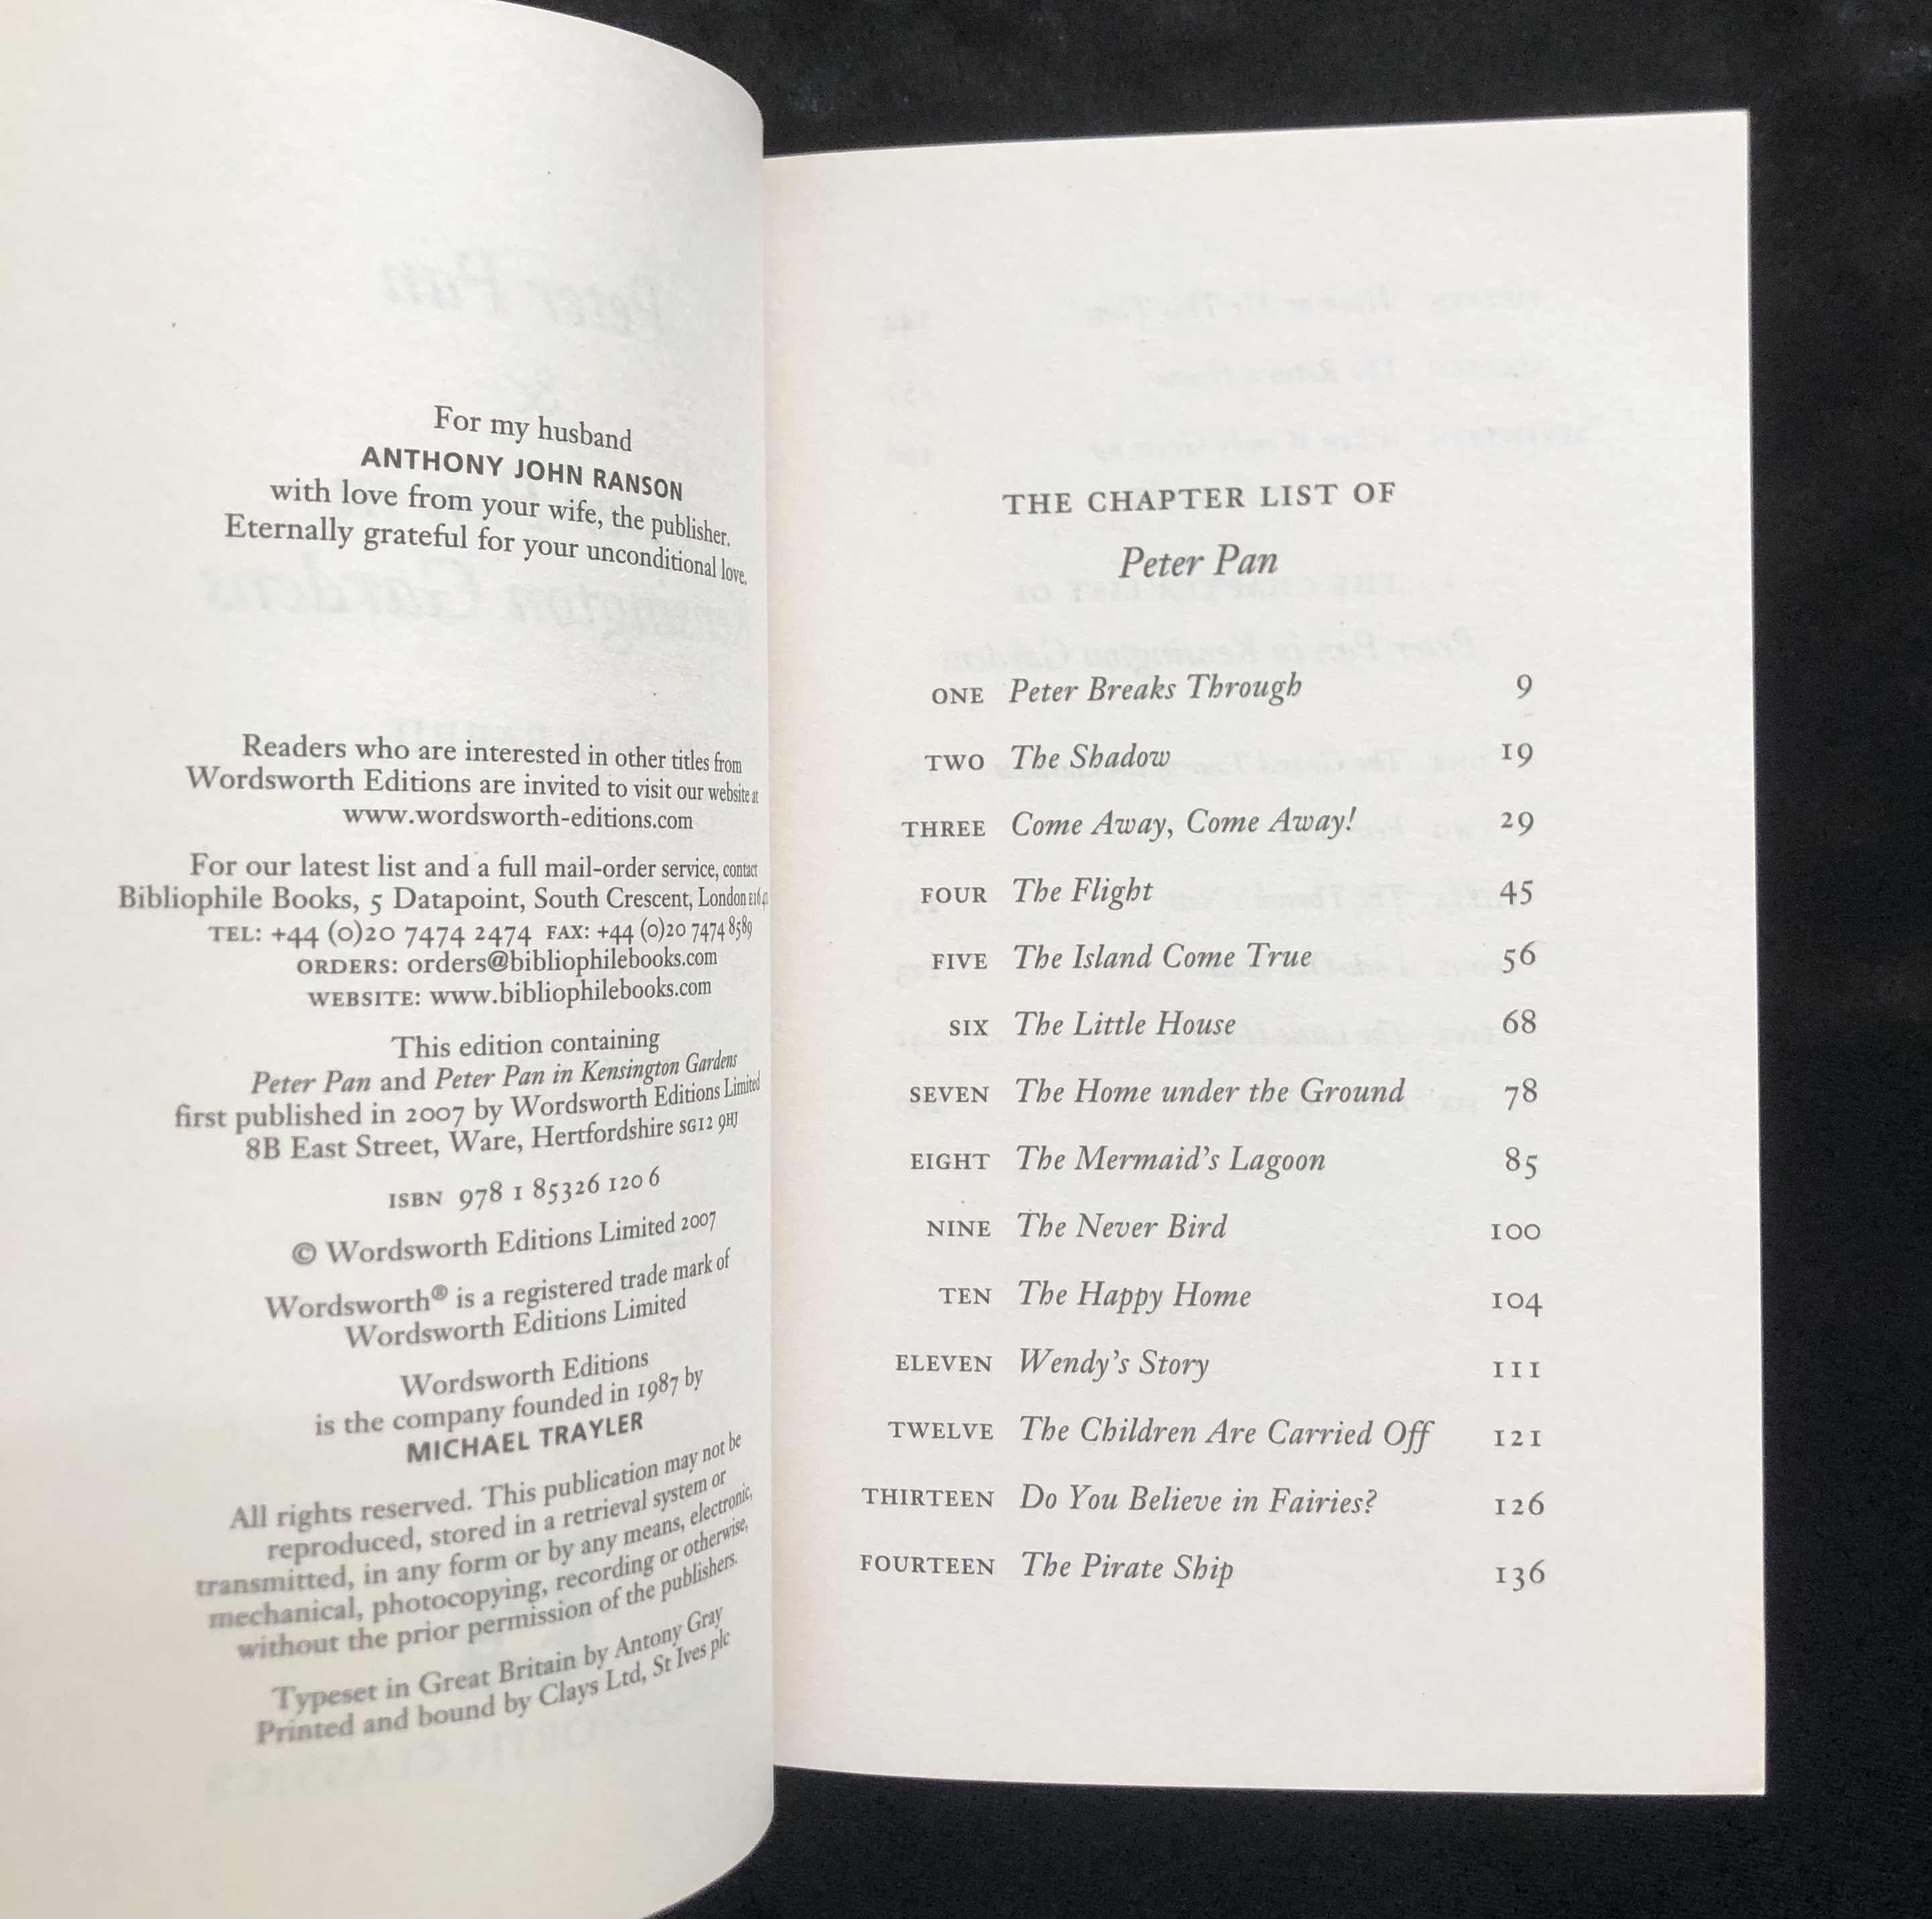 For my husband
ANTHONY JOHN RANSON
with love from your wife, the publisher.
Eternally grateful for your unconditional love.
Readers who are interested in other titles from
Wordsworth Editions are invited to visit our website at
www.wordsworth-editions.com
For our latest list and a full mail-order service, contact
Bibliophile Books, 5 Datapoint, South Crescent, London
TEL: +44 (0)20 7474 2474 FAX: +44 (0)20 7474 8589
ORDERS: orders@bibliophilebooks.com
WEBSITE: www.bibliophilebooks.com
This edition containing
Peter Pan and Peter Pan in Kensington Gardens
first published in 2007 by Wordsworth Editions Limited
8B East Street, Ware, Hertfordshire SG12 9HJ
ISBN 978 1 85326 120 6
© Wordsworth Editions Limited 2007
Wordsworth® is a registered trade mark of
Wordsworth Editions Limited
Wordsworth Editions
is the company founded in 1987 by
MICHAEL TRAYLER
All rights reserved. This publication may not be
reproduced, stored in a retrieval system or
transmitted, in any form or by any means, electronic,
mechanical, photocopying, recording or otherwise,
without the prior permission of the publishers.
Typeset in Great Britain by Antony Gray
Printed and bound by Clays Ltd, St Ives plc
THE CHAPTER LIST OF
Peter Pan
ONE Peter Breaks Through 9
TWO The Shadow 19
THREE Come Away, Come Away! 29
FOUR The Flight 45
FIVE The Island Come True 56
SIX The Little House 68
SEVEN The Home under the Ground 78
EIGHT The Mermaid's Lagoon 85
NINE The Never Bird 100
TEN The Happy Home 104
ELEVEN Wendy's Story 111
TWELVE The Children Are Carried Off 121
THIRTEEN Do You Believe in Fairies? 126
FOURTEEN The Pirate Ship 136